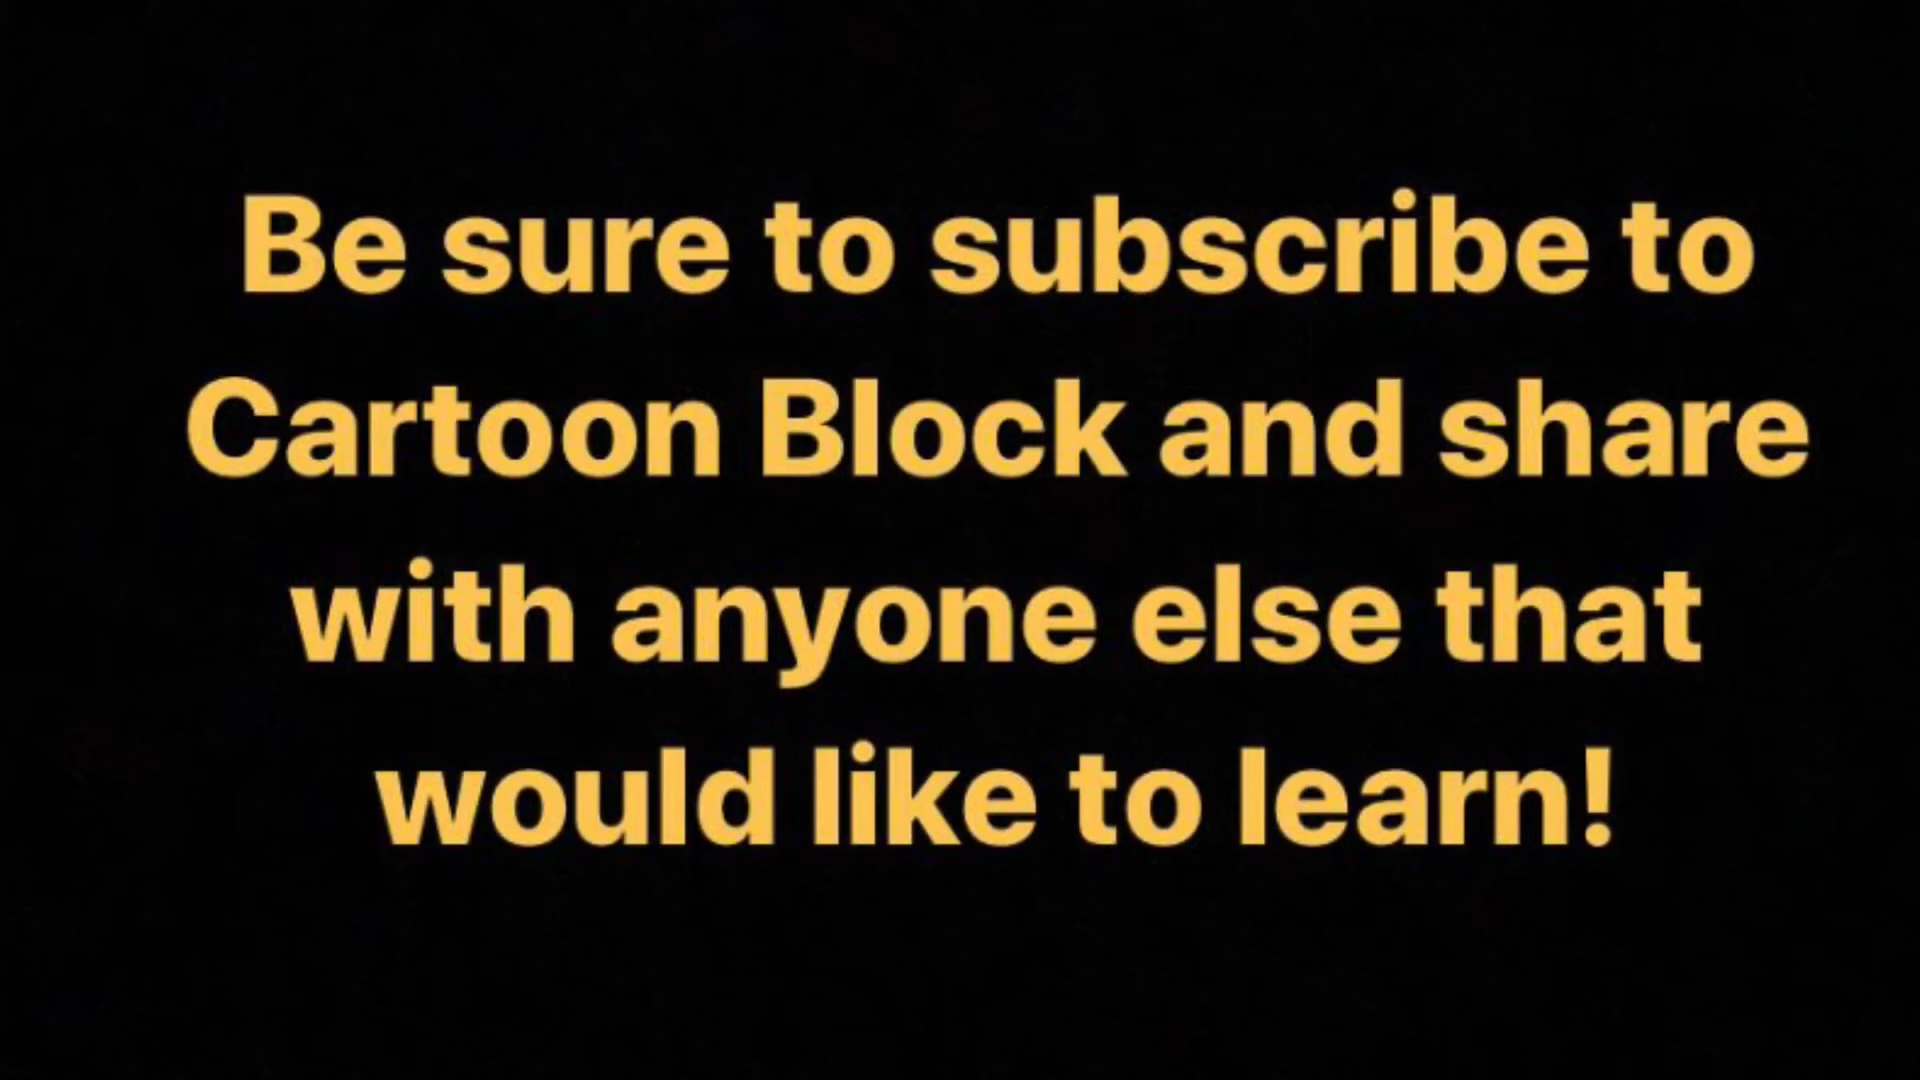 Be sure to subscribe to
Cartoon Block and share
with anyone else that
would like to learn!